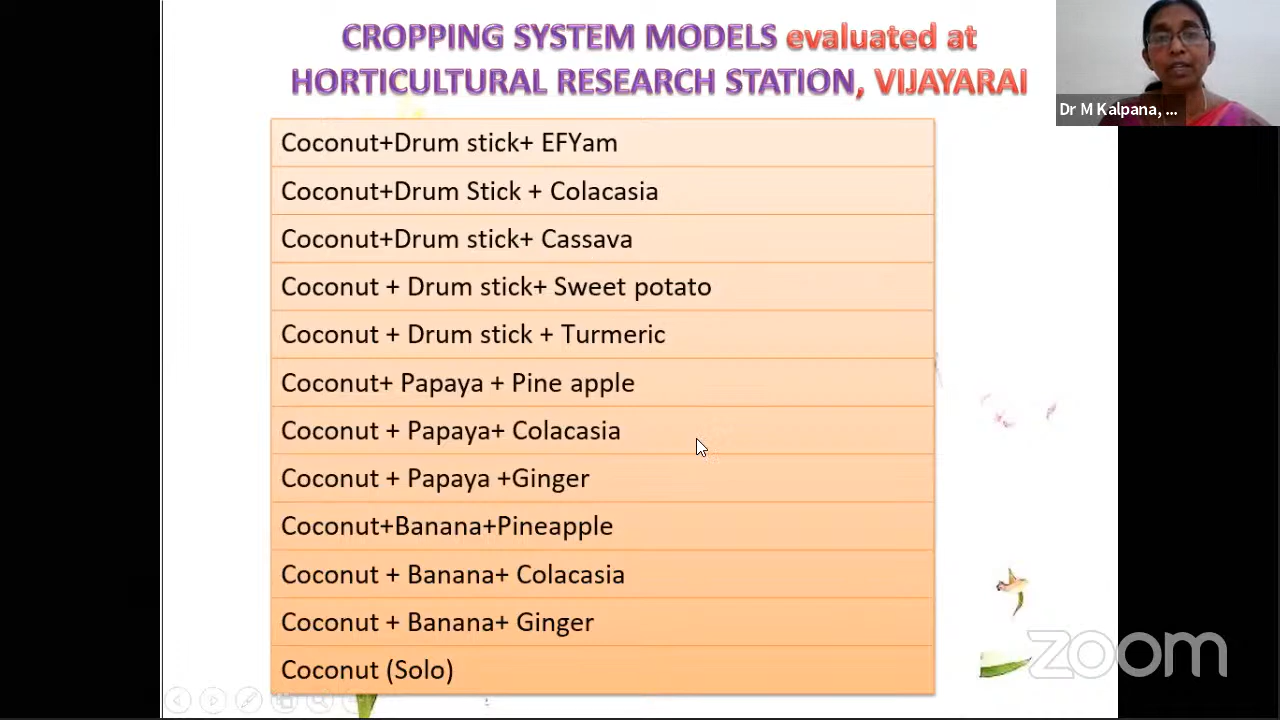 CROPPING SYSTEM MODELS evaluated at
HORTICULTURAL RESEARCH STATION, VIJAYARAI
Dr M Kalpana, ...
Coconut+Drum stick+ EFYam
Coconut+Drum Stick + Colacasia
Coconut+Drum stick+ Cassava
Coconut + Drum stick+ Sweet potato
Coconut + Drum stick + Turmeric
Coconut+ Papaya + Pine apple
Coconut + Papaya+ Colacasia
Coconut + Papaya +Ginger
Coconut+Banana+Pineapple
Coconut + Banana+ Colacasia
Coconut + Banana+ Ginger
Coconut (Solo)
zoom